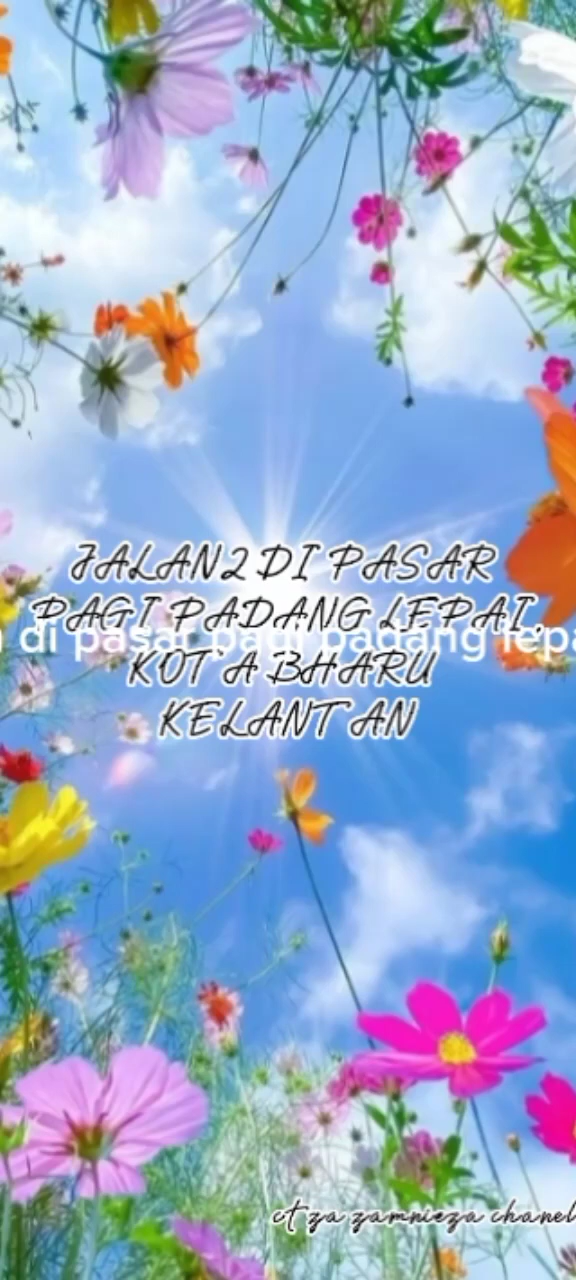 JALAN2 DI PASAR
PAGI PADANG LEPAI,
KOTA BHARU
KELANTAN
di pasar pagi padang lepa
ct za zamnieza chanel